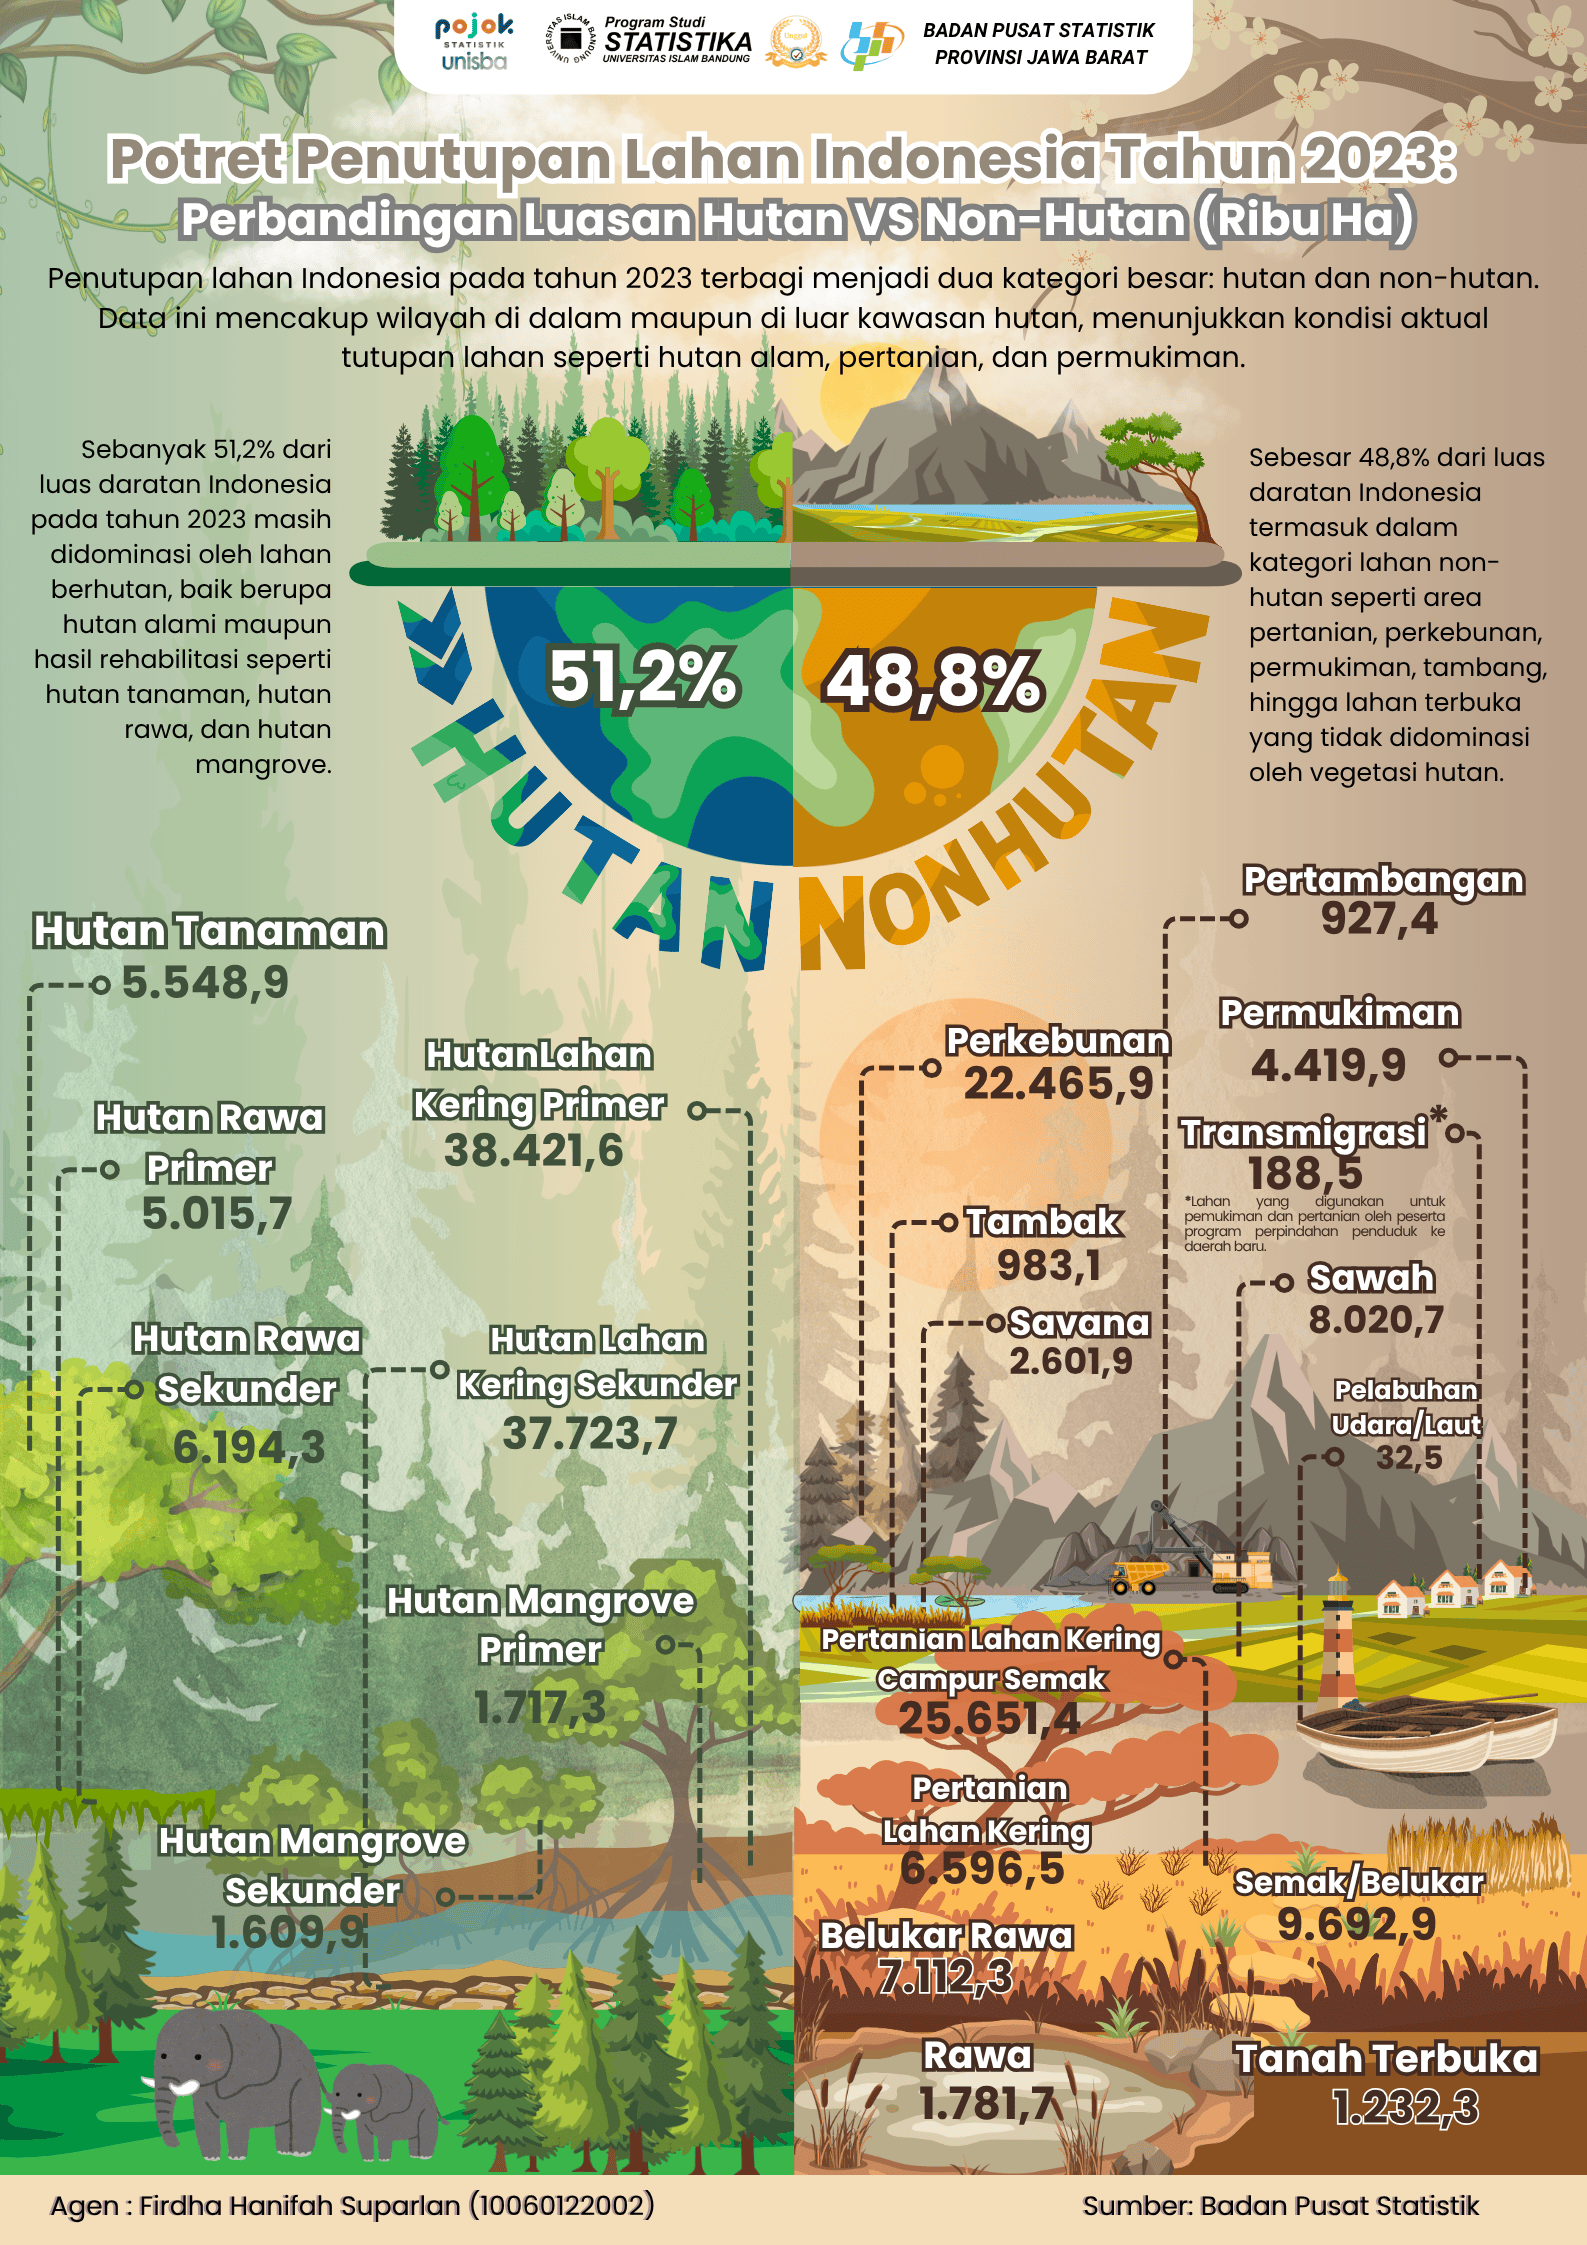 pojok
STATISTIK
unisba
UNIVERSITAS ISLAM BANDUNG
Program Studi
STATISTIKA
UNIVERSITAS ISLAM BANDUNG
Unggul
BADAN PUSAT STATISTIK
PROVINSI JAWA BARAT
Potret Penutupan Lahan Indonesia Tahun 2023:
Perbandingan Luasan Hutan VS Non-Hutan (Ribu Ha)
Penutupan lahan Indonesia pada tahun 2023 terbagi menjadi dua kategori besar: hutan dan non-hutan.
Data ini mencakup wilayah di dalam maupun di luar kawasan hutan, menunjukkan kondisi aktual
tutupan lahan seperti hutan alam, pertanian, dan permukiman.
Sebanyak 51,2% dari
luas daratan Indonesia
pada tahun 2023 masih
didominasi oleh lahan
berhutan, baik berupa
hutan alami maupun
hasil rehabilitasi seperti
hutan tanaman, hutan
rawa, dan hutan
mangrove.
Sebesar 48,8% dari luas
daratan Indonesia
termasuk dalam
kategori lahan non-
hutan seperti area
pertanian, perkebunan,
permukiman, tambang,
hingga lahan terbuka
yang tidak didominasi
oleh vegetasi hutan.
51,2%
48,8%
HUTAN
NONHUTAN
Hutan Tanaman
5.548,9
HutanLahan
Kering Primer
38.421,6
Hutan Rawa
Primer
5.015,7
Hutan Rawa
Sekunder
6.194,3
Hutan Lahan
Kering Sekunder
37.723,7
Hutan Mangrove
Primer
1.717,3
Hutan Mangrove
Sekunder
1.609,9
Pertambangan
927,4
Permukiman
4.419,9
Perkebunan
22.465,9
Transmigrasi*
188,5
*Lahan yang digunakan untuk
pemukiman dan pertanian oleh peserta
program perpindahan penduduk ke
daerah baru.
Tambak
983,1
Sawah
8.020,7
Savana
2.601,9
Pelabuhan
Udara/Laut
32,5
Pertanian Lahan Kering
Campur Semak
25.651,4
Pertanian
Lahan Kering
6.596,5
Semak/Belukar
9.692,9
Belukar Rawa
7.112,3
Rawa
1.781,7
Tanah Terbuka
1.232,3
Agen : Firdha Hanifah Suparlan (10060122002)
Sumber: Badan Pusat Statistik